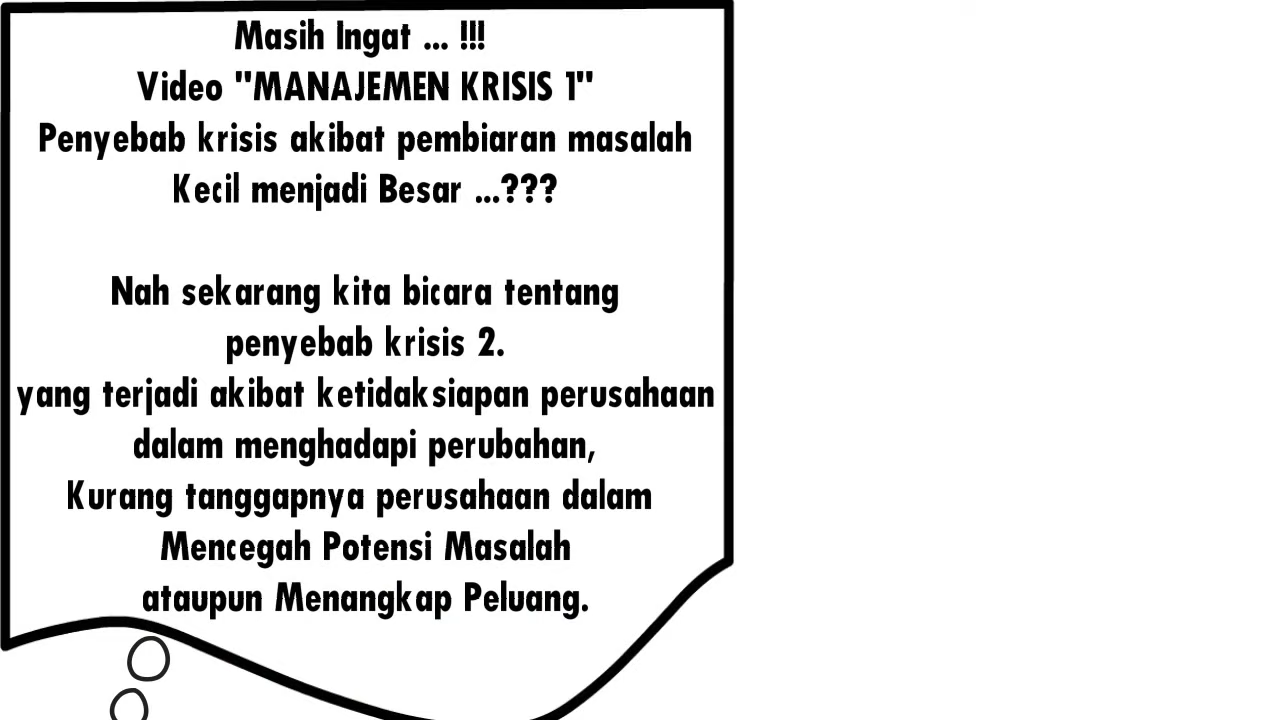 Masih Ingat ... !!!
Video "MANAJEMEN KRISIS 1"
Penyebab krisis akibat pembiaran masalah
Kecil menjadi Besar ...???
Nah sekarang kita bicara tentang
penyebab krisis 2.
yang terjadi akibat ketidaksiapan perusahaan
dalam menghadapi perubahan,
Kurang tanggapnya perusahaan dalam
Mencegah Potensi Masalah
ataupun Menangkap Peluang.